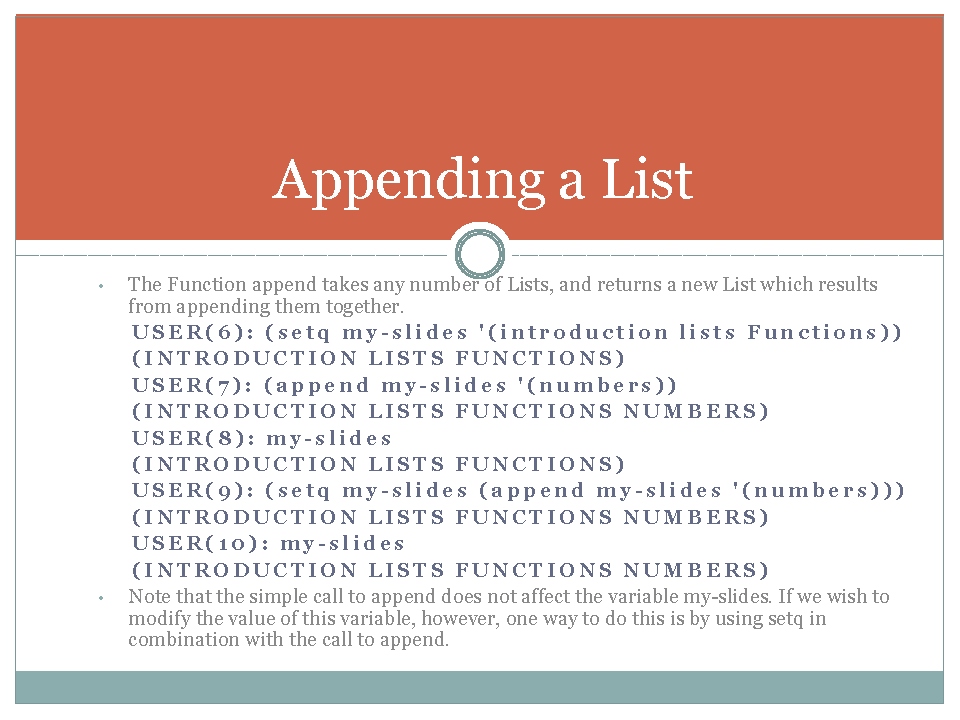 Appending a List
• The Function append takes any number of Lists, and returns a new List which results
from appending them together.
USER(6): (setq my-slides '(introduction lists Functions))
(INTRODUCTION LISTS FUNCTIONS)
USER(7): (append my-slides '(numbers))
(INTRODUCTION LISTS FUNCTIONS NUMBERS)
USER(8): my-slides
(INTRODUCTION LISTS FUNCTIONS)
USER(9): (setq my-slides (append my-slides '(numbers)))
(INTRODUCTION LISTS FUNCTIONS NUMBERS)
USER(10): my-slides
(INTRODUCTION LISTS FUNCTIONS NUMBERS)
• Note that the simple call to append does not affect the variable my-slides. If we wish to
modify the value of this variable, however, one way to do this is by using setq in
combination with the call to append.